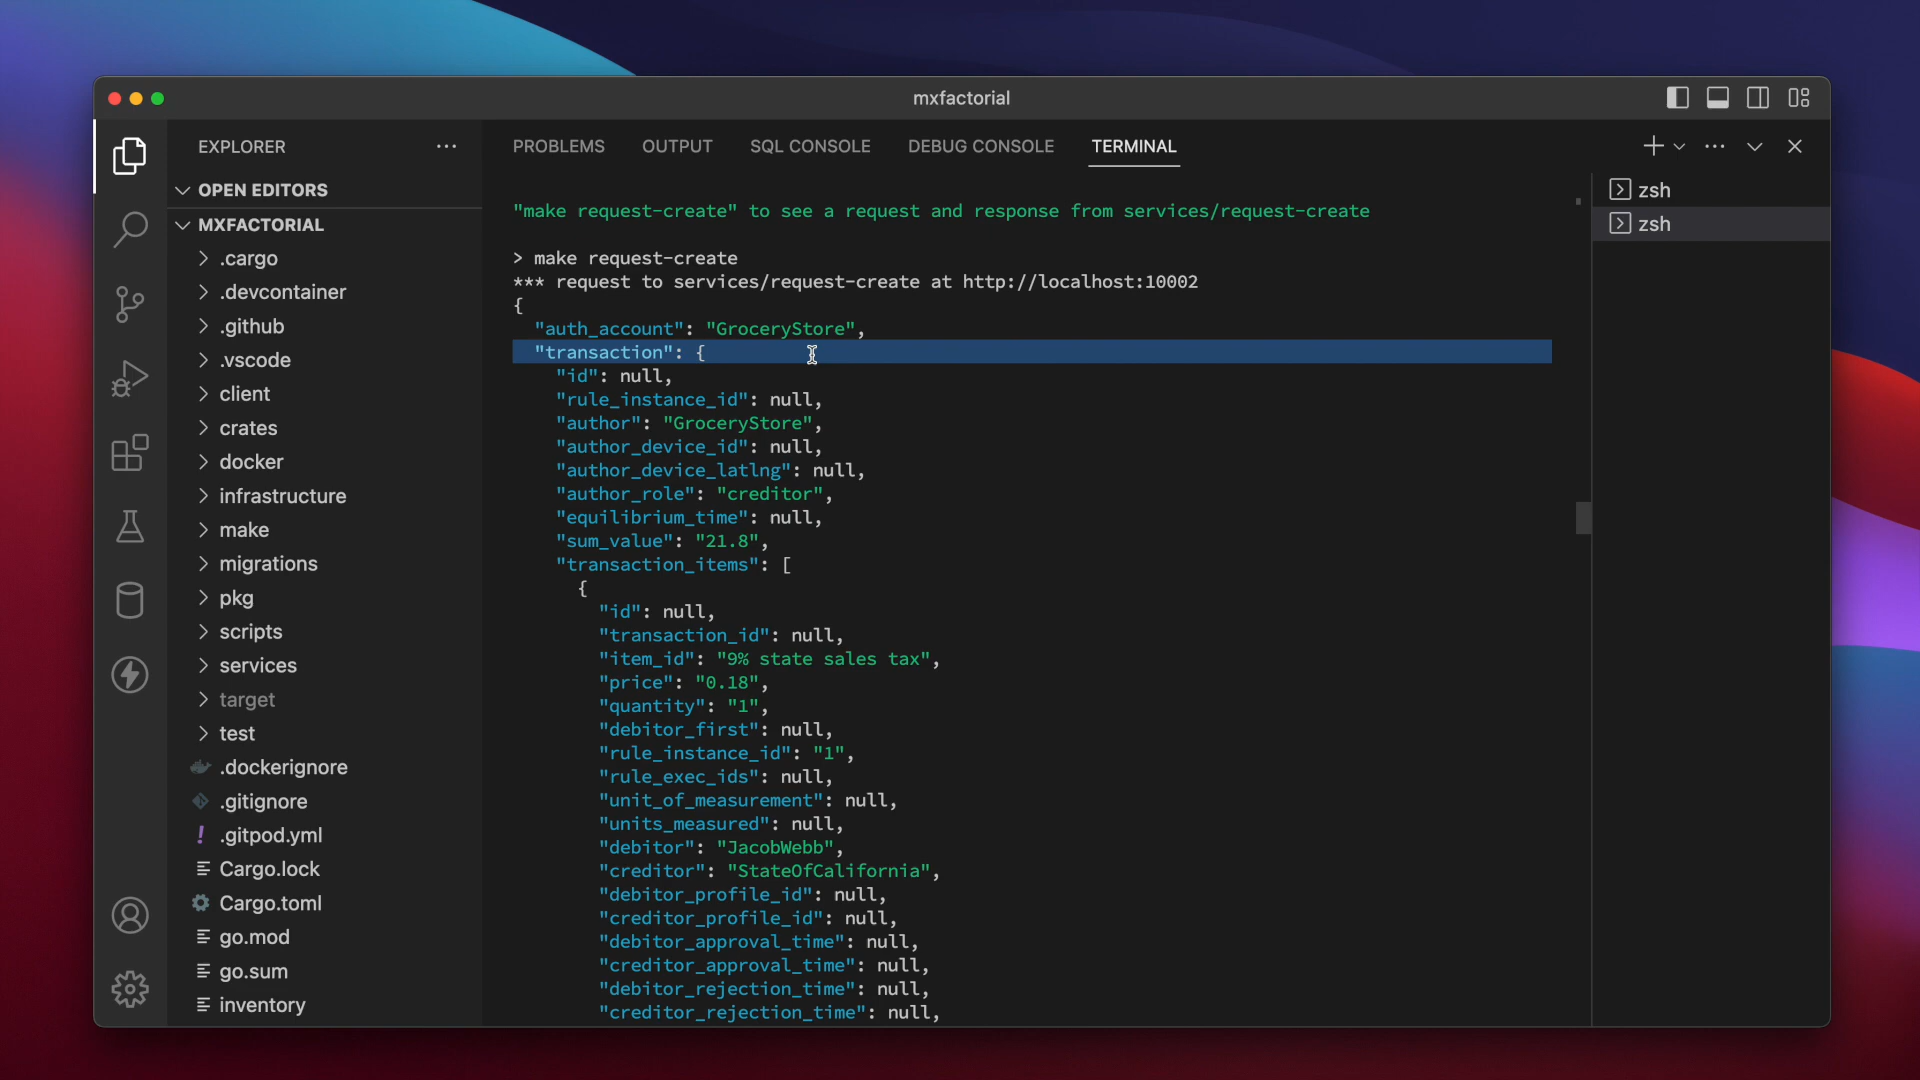 mxfactorial
EXPLORER
OPEN EDITORS
MXFACTORIAL
.cargo
.devcontainer
.github
.vscode
client
crates
docker
infrastructure
make
migrations
pkg
scripts
services
target
test
.dockerignore
.gitignore
! .gitpod.yml
Cargo.lock
Cargo.toml
go.mod
go.sum
inventory
PROBLEMS OUTPUT SQL CONSOLE DEBUG CONSOLE TERMINAL
"make request-create" to see a request and response from services/request-create
> make request-create
*** request to services/request-create at http://localhost:10002
{
"auth_account": "GroceryStore",
"transaction": {
"id": null,
"rule_instance_id": null,
"author": "GroceryStore",
"author_device_id": null,
"author_device_latlng": null,
"author_role": "creditor",
"equilibrium_time": null,
"sum_value": "21.8",
"transaction_items": [
{
"id": null,
"transaction_id": null,
"item_id": "9% state sales tax",
"price": "0.18",
"quantity": "1",
"debitor_first": null,
"rule_instance_id": "1",
"rule_exec_ids": null,
"unit_of_measurement": null,
"units_measured": null,
"debitor": "JacobWebb",
"creditor": "StateOfCalifornia",
"debitor_profile_id": null,
"creditor_profile_id": null,
"debitor_approval_time": null,
"creditor_approval_time": null,
"debitor_rejection_time": null,
"creditor_rejection_time": null,
zsh
zsh